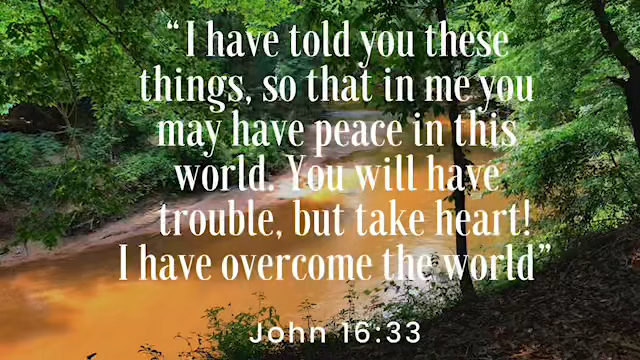 “I have told you these
things, so that in me you
may have peace in this
world. You will have
trouble, but take heart!
I have overcome the world”
John 16:33